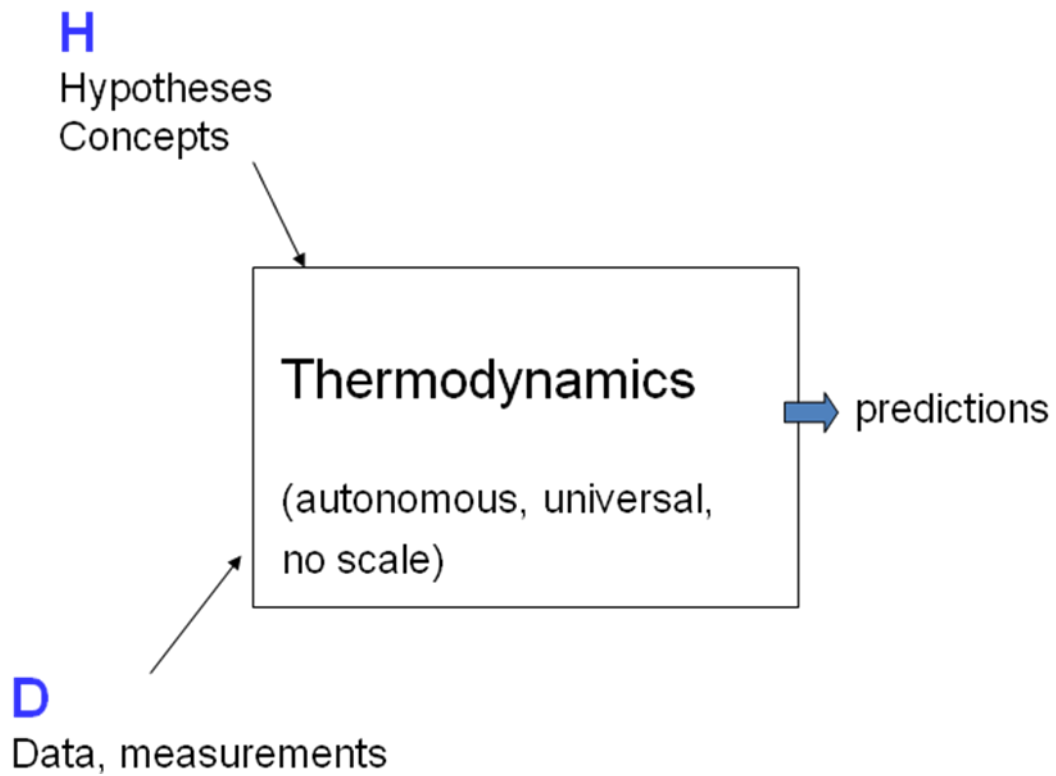 H
Hypotheses
Concepts
Thermodynamics
predictions
(autonomous, universal,
no scale)
D
Data, measurements